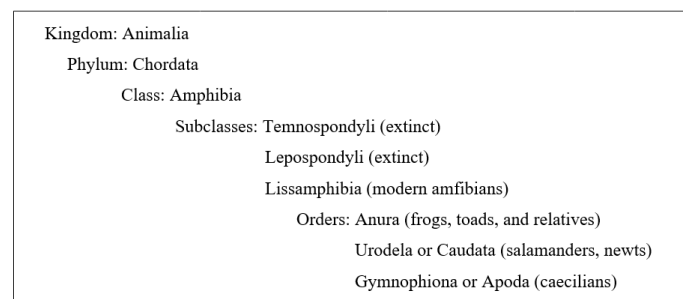 Kingdom: Animalia
Phylum: Chordata
Class: Amphibia
Subclasses: Temnospondyli (extinct)
Lepospondyli (extinct)
Lissamphibia (modern amfibians)
Orders: Anura (frogs, toads, and relatives)
Urodela or Caudata (salamanders, newts)
Gymnophiona or Apoda (caecilians)